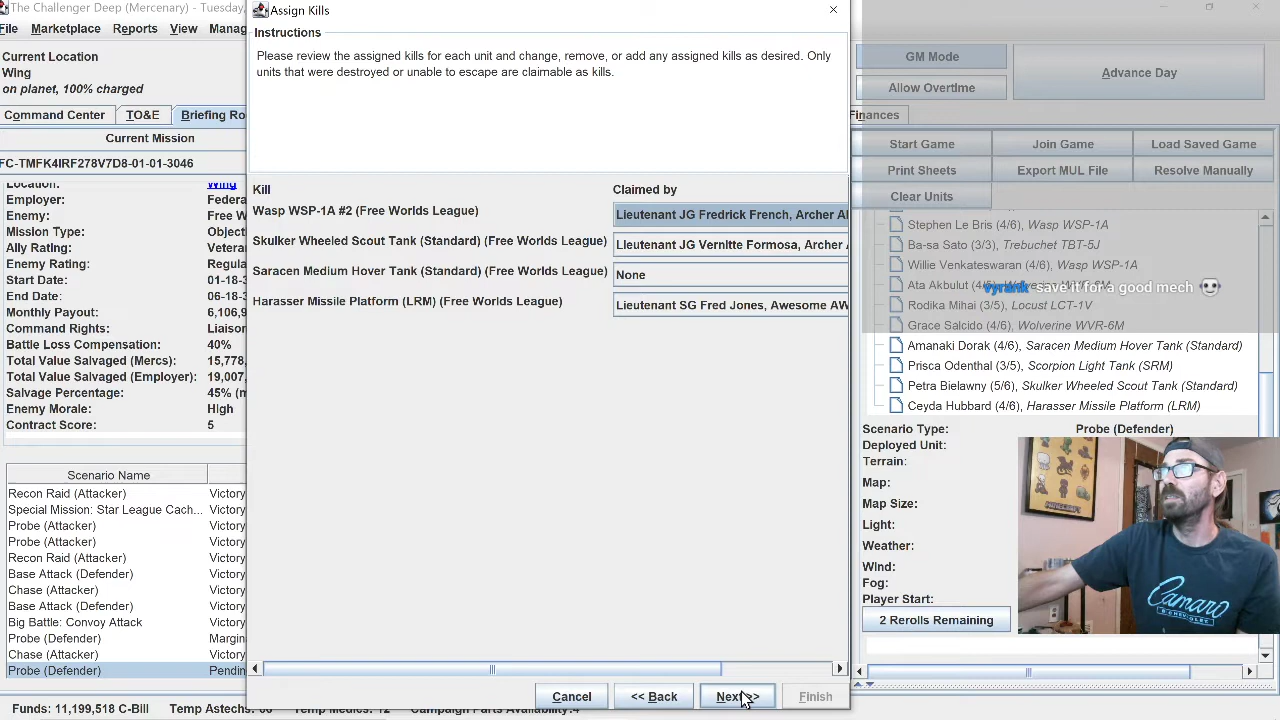 The Challenger Deep (Mercenary) - Tuesday,
File Marketplace Reports View Manag
Current Location
Wing
on planet, 100% charged
Command Center TO&E Briefing Ro
Current Mission
FC-TMFK4IRF278V7D8-01-01-3046
Location: Wing
Employer: Federa
Enemy: Free W
Mission Type: Object
Ally Rating: Vetera
Enemy Rating: Regula
Start Date: 01-18-3
End Date: 06-18-3
Monthly Payout: 6,106,9
Command Rights: Liaiso
Battle Loss Compensation: 40%
Total Value Salvaged (Mercs): 15,778,
Total Value Salvaged (Employer): 19,007,
Salvage Percentage: 45% (m
Enemy Morale: High
Contract Score: 5
Scenario Name
Recon Raid (Attacker) Victory
Special Mission: Star League Cach... Victory
Probe (Attacker) Victory
Probe (Attacker) Victory
Recon Raid (Attacker) Victory
Base Attack (Defender) Victory
Chase (Attacker) Victory
Base Attack (Defender) Victory
Big Battle: Convoy Attack Victory
Probe (Defender) Margin
Chase (Attacker) Victory
Probe (Defender) Pendin
Funds: 11,199,518 C-Bill Temp Astechs: Temp Medics: 12 Campaign Parts Availability:4
Assign Kills
Instructions
Please review the assigned kills for each unit and change, remove, or add any assigned kills as desired. Only
units that were destroyed or unable to escape are claimable as kills.
Kill Claimed by
Wasp WSP-1A #2 (Free Worlds League) Lieutenant JG Fredrick French, Archer A
Skulker Wheeled Scout Tank (Standard) (Free Worlds League) Lieutenant JG Vernitte Formosa, Archer
Saracen Medium Hover Tank (Standard) (Free Worlds League) None
Harasser Missile Platform (LRM) (Free Worlds League) Lieutenant SG Fred Jones, Awesome AW
Cancel << Back Next >> Finish
GM Mode
Allow Overtime
Advance Day
Finances
Start Game Join Game Load Saved Game
Print Sheets Export MUL File Resolve Manually
Clear Units
Stephen Le Bris (4/6), Wasp WSP-1A
Ba-sa Sato (3/3), Trebuchet TBT-5J
Willie Venkateswaran (4/6), Wasp WSP-1A
Ata Akbulut
save it for a good mech
Rodika Mihai (3/5), Locust LCT-1V
Grace Salcido (4/6), Wolverine WVR-6M
Amanaki Dorak (4/6), Saracen Medium Hover Tank (Standard)
Prisca Odenthal (3/5), Scorpion Light Tank (SRM)
Petra Bielawny (5/6), Skulker Wheeled Scout Tank (Standard)
Ceyda Hubbard (4/6), Harasser Missile Platform (LRM)
Scenario Type: Probe (Defender)
Deployed Unit:
Terrain:
Map:
Map Size:
Light:
Weather:
Wind:
Fog:
Player Start:
2 Rerolls Remaining
Camaro
BY CHEVROLET